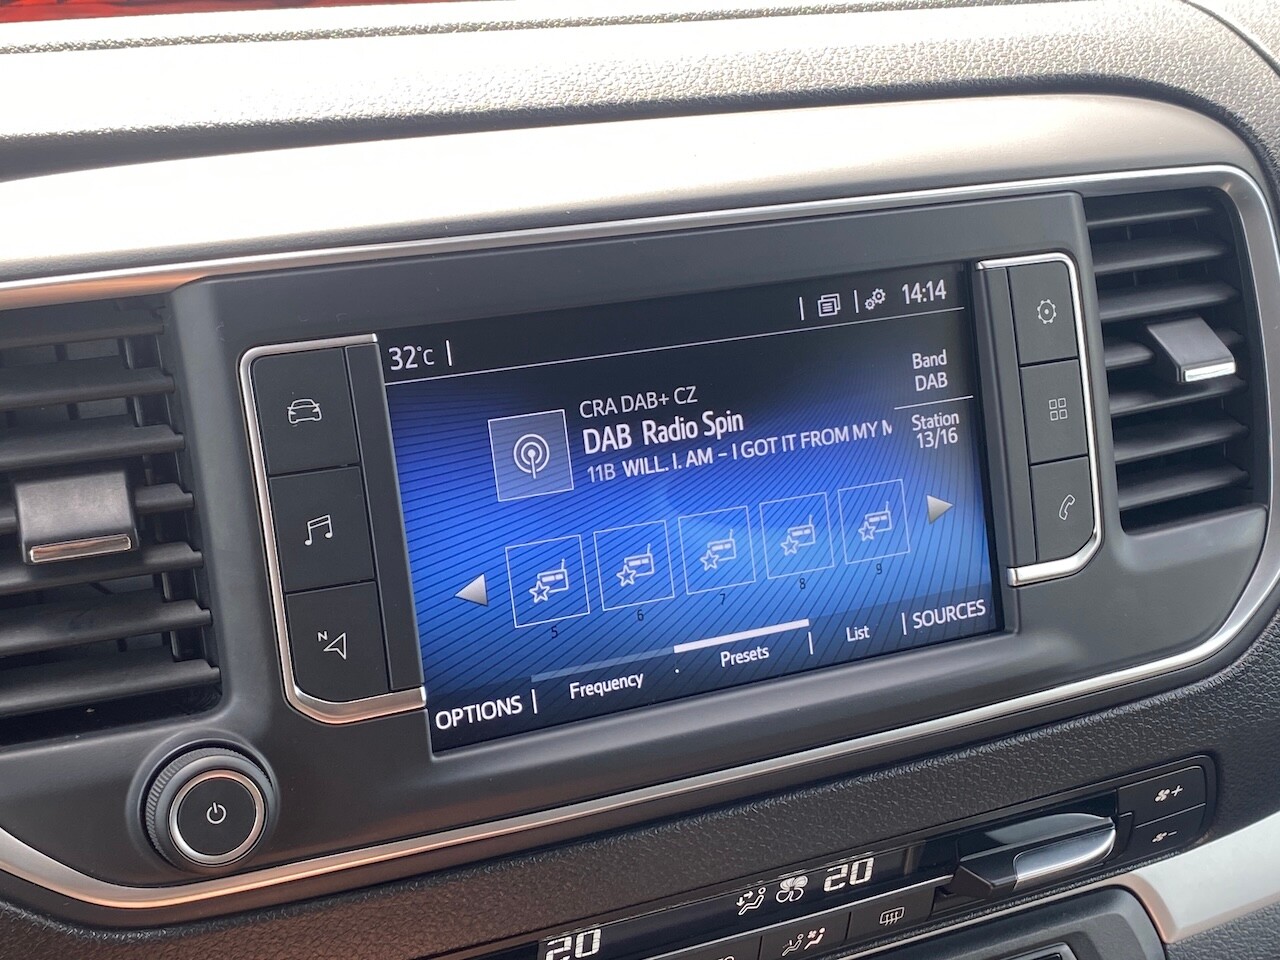 14:14
32°C
Band
DAB
CRA DAB+ CZ
DAB Radio Spin
11B WILL. I. AM – I GOT IT FROM MY M
Station
13/16
5 6 7 8 9
OPTIONS Frequency Presets List SOURCES
N
20
20